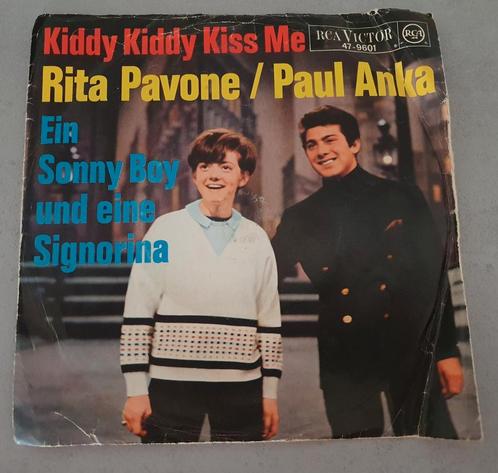 Kiddy Kiddy Kiss Me
RCA VICTOR
47-9601
RCA
Rita Pavone / Paul Anka
Ein
Sonny Boy
und eine
Signorina